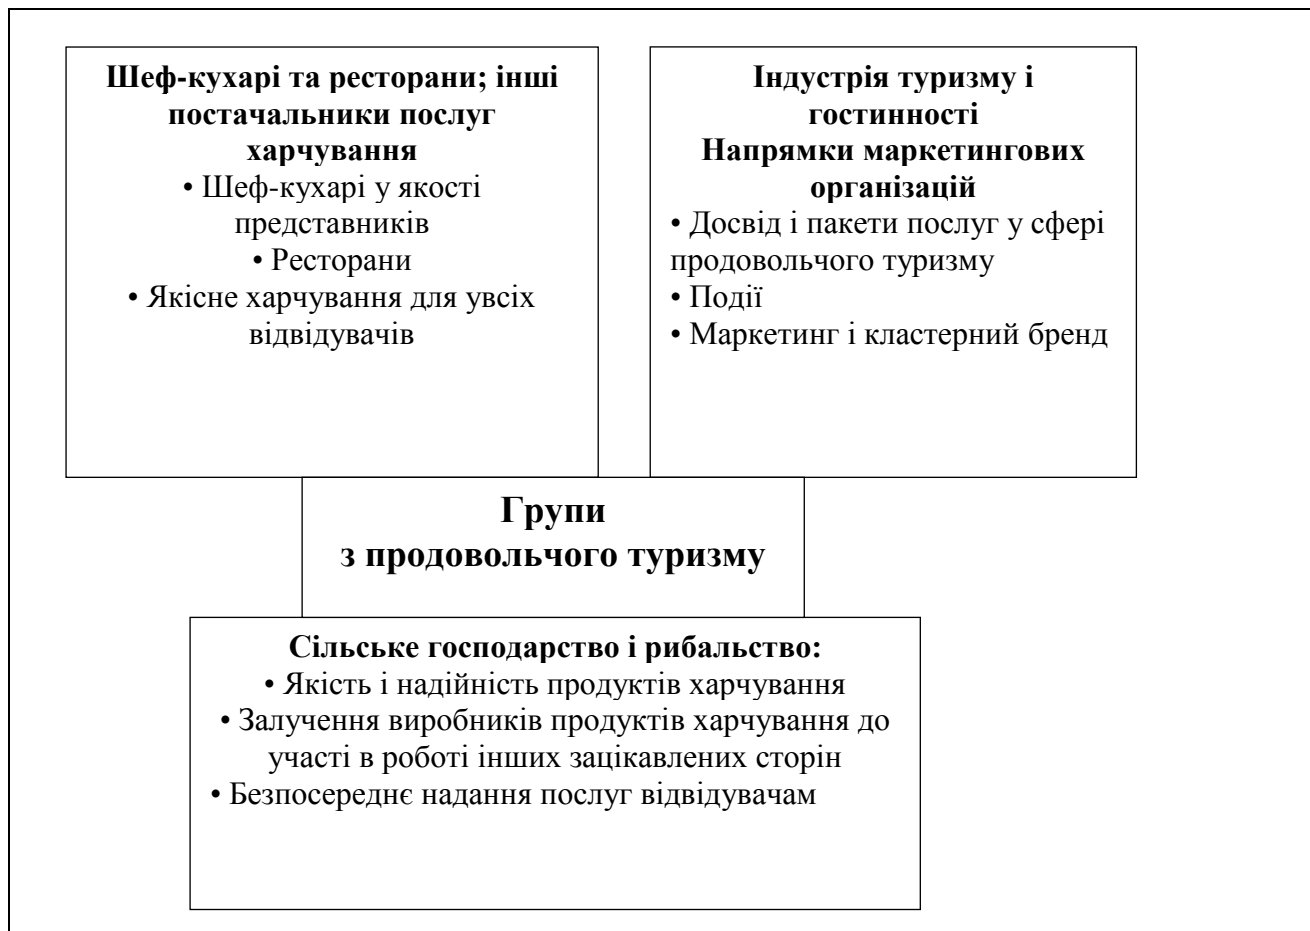 Шеф-кухарі та ресторани; інші
постачальники послуг
харчування
• Шеф-кухарі у якості
представників
• Ресторани
• Якісне харчування для увсіх
відвідувачів
Індустрія туризму і
гостинності
Напрямки маркетингових
організацій
• Досвід і пакети послуг у сфері
продовольчого туризму
• Події
• Маркетинг і кластерний бренд
Групи
з продовольчого туризму
Сільське господарство і рибальство:
• Якість і надійність продуктів харчування
• Залучення виробників продуктів харчування до
участі в роботі інших зацікавлених сторін
• Безпосереднє надання послуг відвідувачам